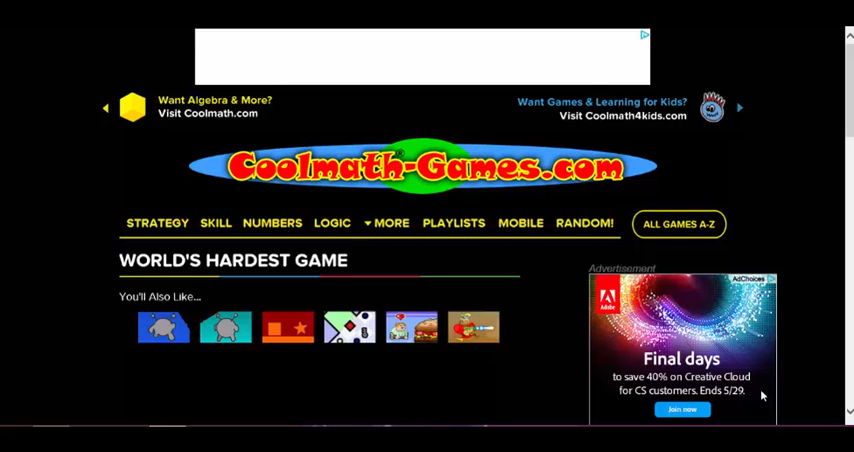 Want Algebra & More?
Visit Coolmath.com
Want Games & Learning for Kids?
Visit Coolmath4kids.com
Coolmath-Games.com
STRATEGY SKILL NUMBERS LOGIC MORE PLAYLISTS MOBILE RANDOM! ALL GAMES A-Z
WORLD'S HARDEST GAME
You'll Also Like...
Advertisement
AdChoices
Adobe
Final days
to save 40% on Creative Cloud
for CS customers. Ends 5/29.
Join now